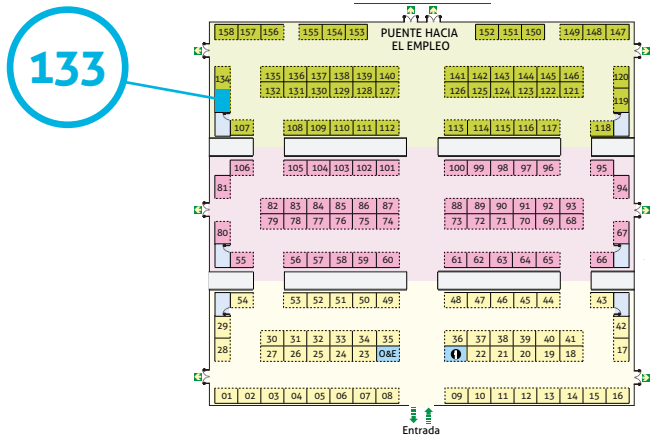 158 157 156 155 154 153 PUENTE HACIA 152 151 150 149 148 147
EL EMPLEO
133
134 135 136 137 138 139 140 141 142 143 144 145 146 120
132 131 130 129 128 127 126 125 124 123 122 121 119
107 108 109 110 111 112 113 114 115 116 117 118
106 105 104 103 102 101 100 99 98 97 96 95
81 94
82 83 84 85 86 87 88 89 90 91 92 93
79 78 77 76 75 74 73 72 71 70 69 68
80 67
55 56 57 58 59 60 61 62 63 64 65 66
54 53 52 51 50 49 48 47 46 45 44 43
29 42
30 31 32 33 34 35 36 37 38 39 40 41
28 27 26 25 24 23 O&E 22 21 20 19 18 17
01 02 03 04 05 06 07 08 09 10 11 12 13 14 15 16
Entrada